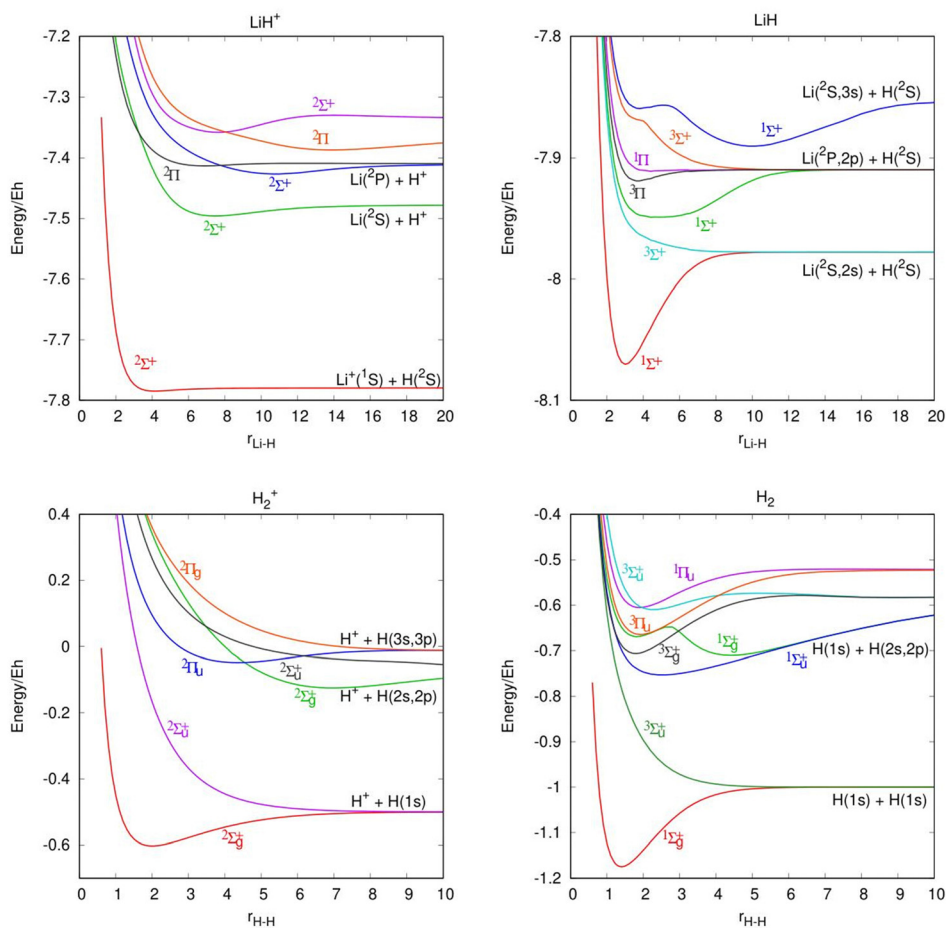 LiH⁺
-7.2
-7.3
-7.4
-7.5
-7.6
-7.7
-7.8
Energy/Eh
²Σ⁺
²Π
²Π
Li(²P) + H⁺
²Σ⁺
Li(²S) + H⁺
²Σ⁺
²Σ⁺
Li⁺(¹S) + H(²S)
0 2 4 6 8 10 12 14 16 18 20
r Li-H
LiH
-7.8
-7.9
-8
-8.1
Energy/Eh
Li(²S,3s) + H(²S)
³Σ⁺
¹Σ⁺
¹Π
Li(²P,2p) + H(²S)
³Π
¹Σ⁺
³Σ⁺
Li(²S,2s) + H(²S)
¹Σ⁺
0 2 4 6 8 10 12 14 16 18 20
r Li-H
H₂⁺
0.4
0.2
0
-0.2
-0.4
-0.6
Energy/Eh
²Πg
H⁺ + H(3s,3p)
²Πu
²Σu⁺
²Σg⁺
H⁺ + H(2s,2p)
²Σu⁺
H⁺ + H(1s)
²Σg⁺
0 1 2 3 4 5 6 7 8 9 10
r H-H
H₂
-0.4
-0.5
-0.6
-0.7
-0.8
-0.9
-1
-1.1
-1.2
Energy/Eh
³Σu⁺
¹Πu
³Πu
³Σg⁺
¹Σg⁺
H(1s) + H(2s,2p)
¹Σu⁺
³Σu⁺
H(1s) + H(1s)
¹Σg⁺
0 1 2 3 4 5 6 7 8 9 10
r H-H